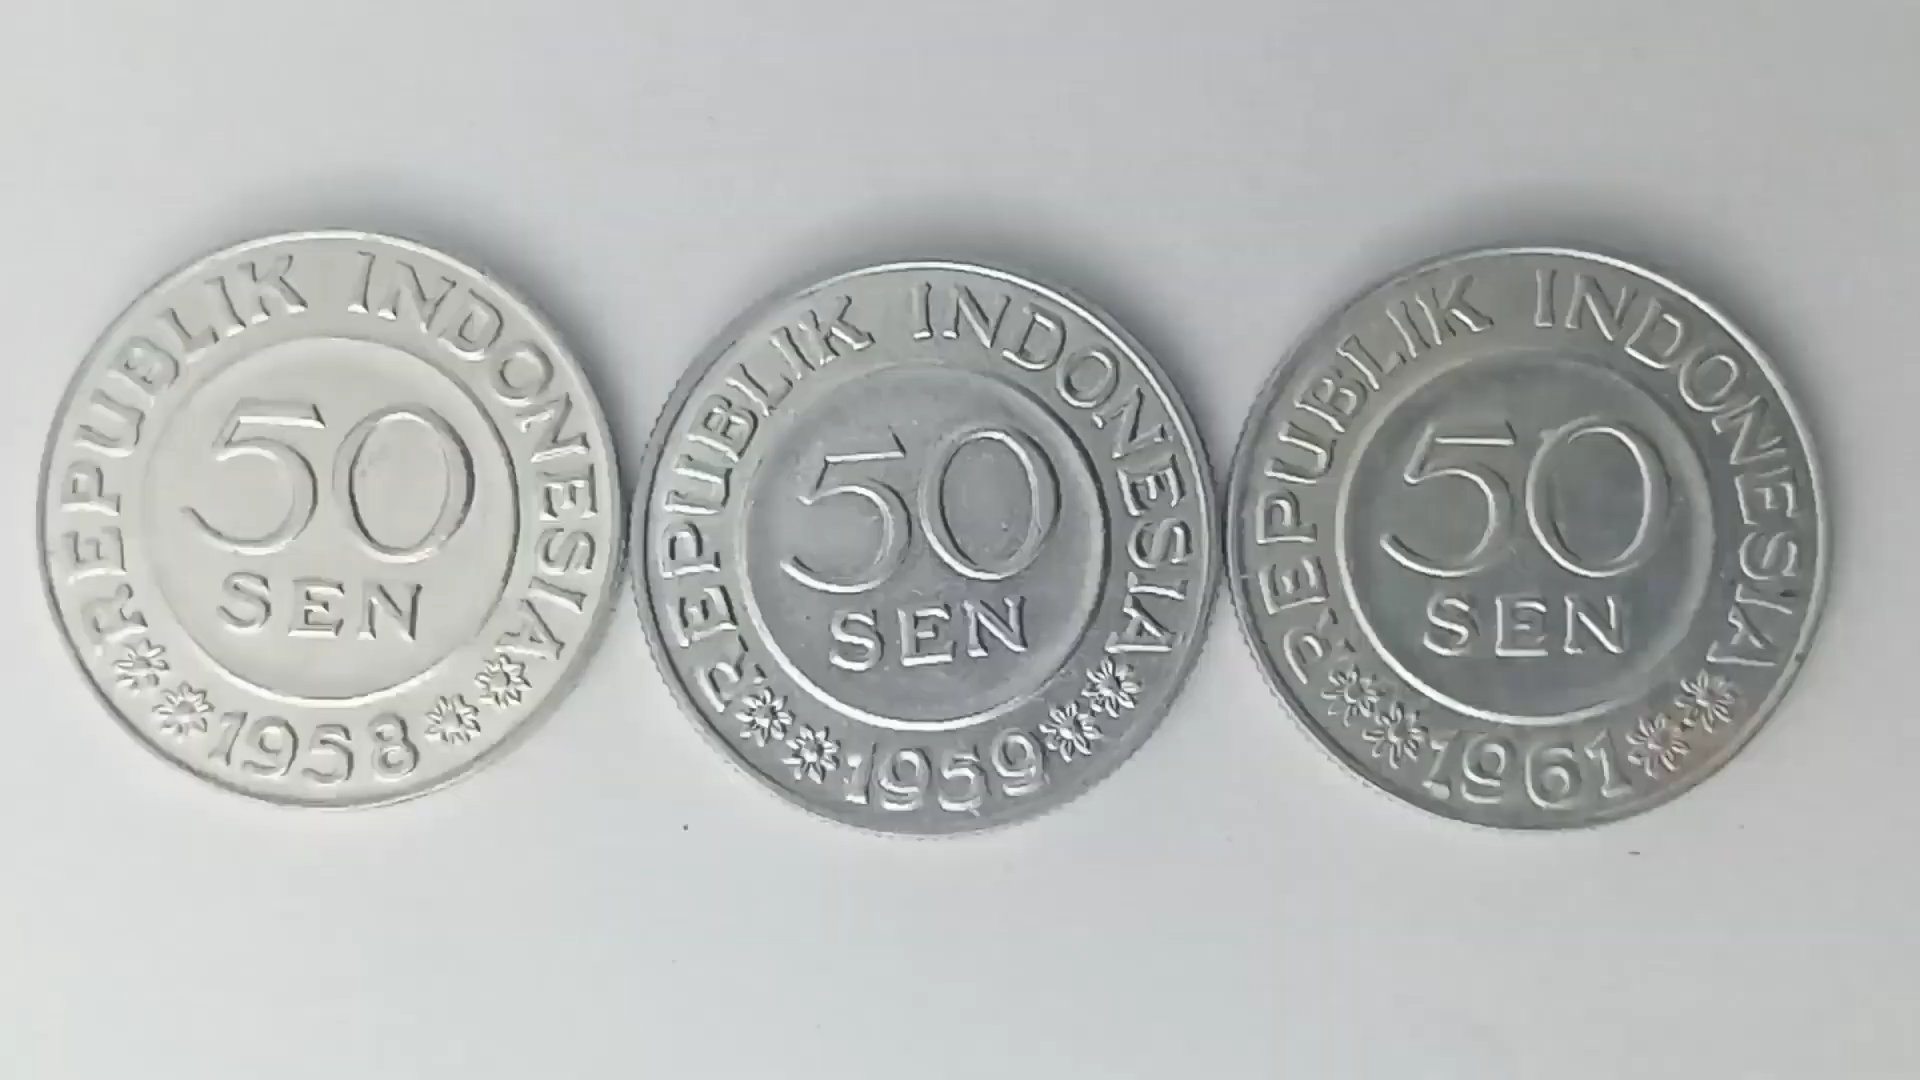 REPUBLIK INDONESIA
50
SEN
1958
REPUBLIK INDONESIA
50
SEN
1959
REPUBLIK INDONESIA
50
SEN
1961